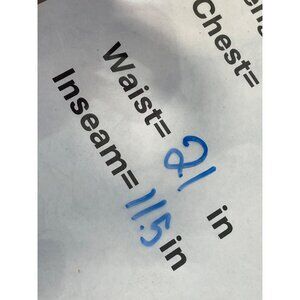 Chest=
Waist= 21 in
Inseam= 11.5 in